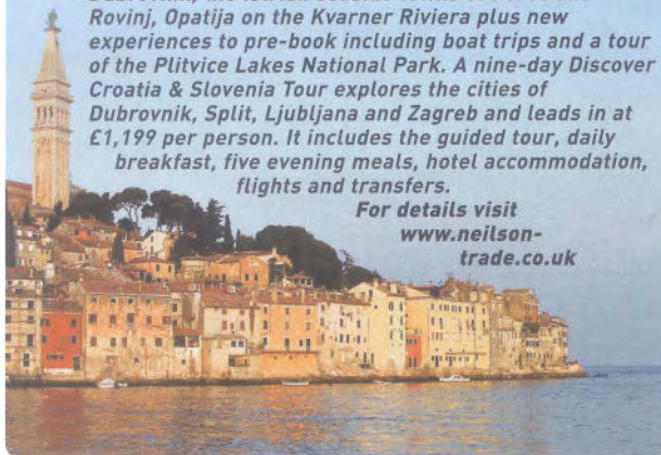 Rovinj, Opatija on the Kvarner Riviera plus new
experiences to pre-book including boat trips and a tour
of the Plitvice Lakes National Park. A nine-day Discover
Croatia & Slovenia Tour explores the cities of
Dubrovnik, Split, Ljubljana and Zagreb and leads in at
£1,199 per person. It includes the guided tour, daily
breakfast, five evening meals, hotel accommodation,
flights and transfers.
For details visit
www.neilson-
trade.co.uk